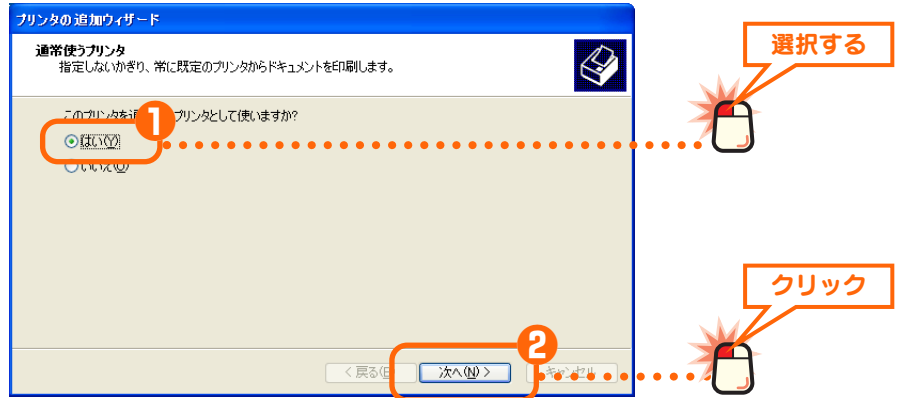 プリンタの追加ウィザード
通常使うプリンタ
指定しないかぎり、常に既定のプリンタからドキュメントを印刷します。
選択する
このプリンタを プリンタとして使いますか?
1
はい(Y)
いいえ(O)
クリック
2
< 戻る(B
次へ(N) >
キャンセル